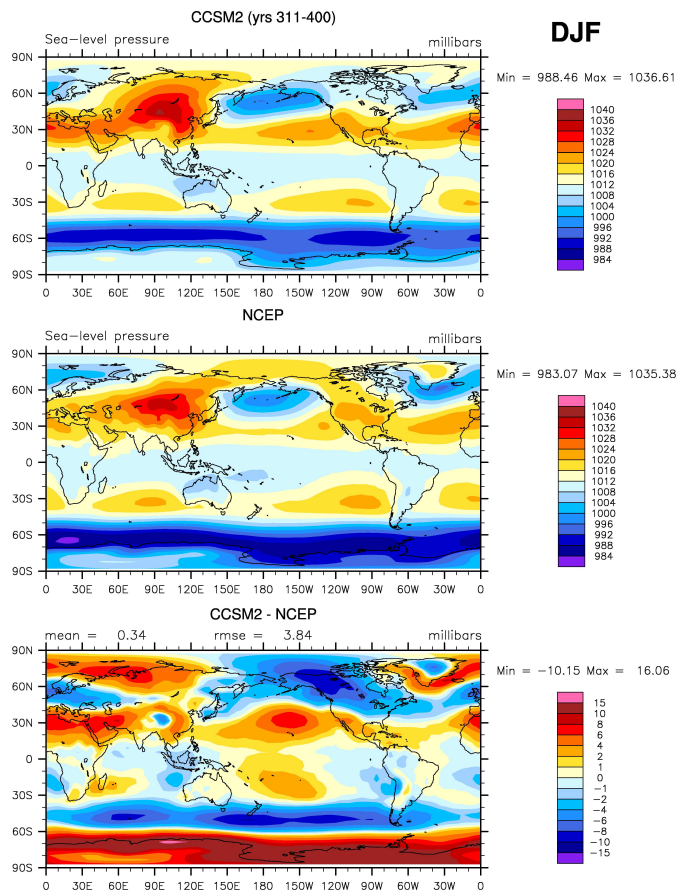 CCSM2 (yrs 311-400)
DJF
Sea-level pressure millibars
Min = 988.46 Max = 1036.61
90N
60N
30N
0
30S
60S
90S
0 30E 60E 90E 120E 150E 180 150W 120W 90W 60W 30W 0
1040
1036
1032
1028
1024
1020
1016
1012
1008
1004
1000
996
992
988
984
NCEP
Sea-level pressure millibars
Min = 983.07 Max = 1035.38
90N
60N
30N
0
30S
60S
90S
0 30E 60E 90E 120E 150E 180 150W 120W 90W 60W 30W 0
1040
1036
1032
1028
1024
1020
1016
1012
1008
1004
1000
996
992
988
984
CCSM2 - NCEP
mean = 0.34 rmse = 3.84 millibars
Min = -10.15 Max = 16.06
90N
60N
30N
0
30S
60S
90S
0 30E 60E 90E 120E 150E 180 150W 120W 90W 60W 30W 0
15
10
8
6
4
2
1
0
-1
-2
-4
-6
-8
-10
-15